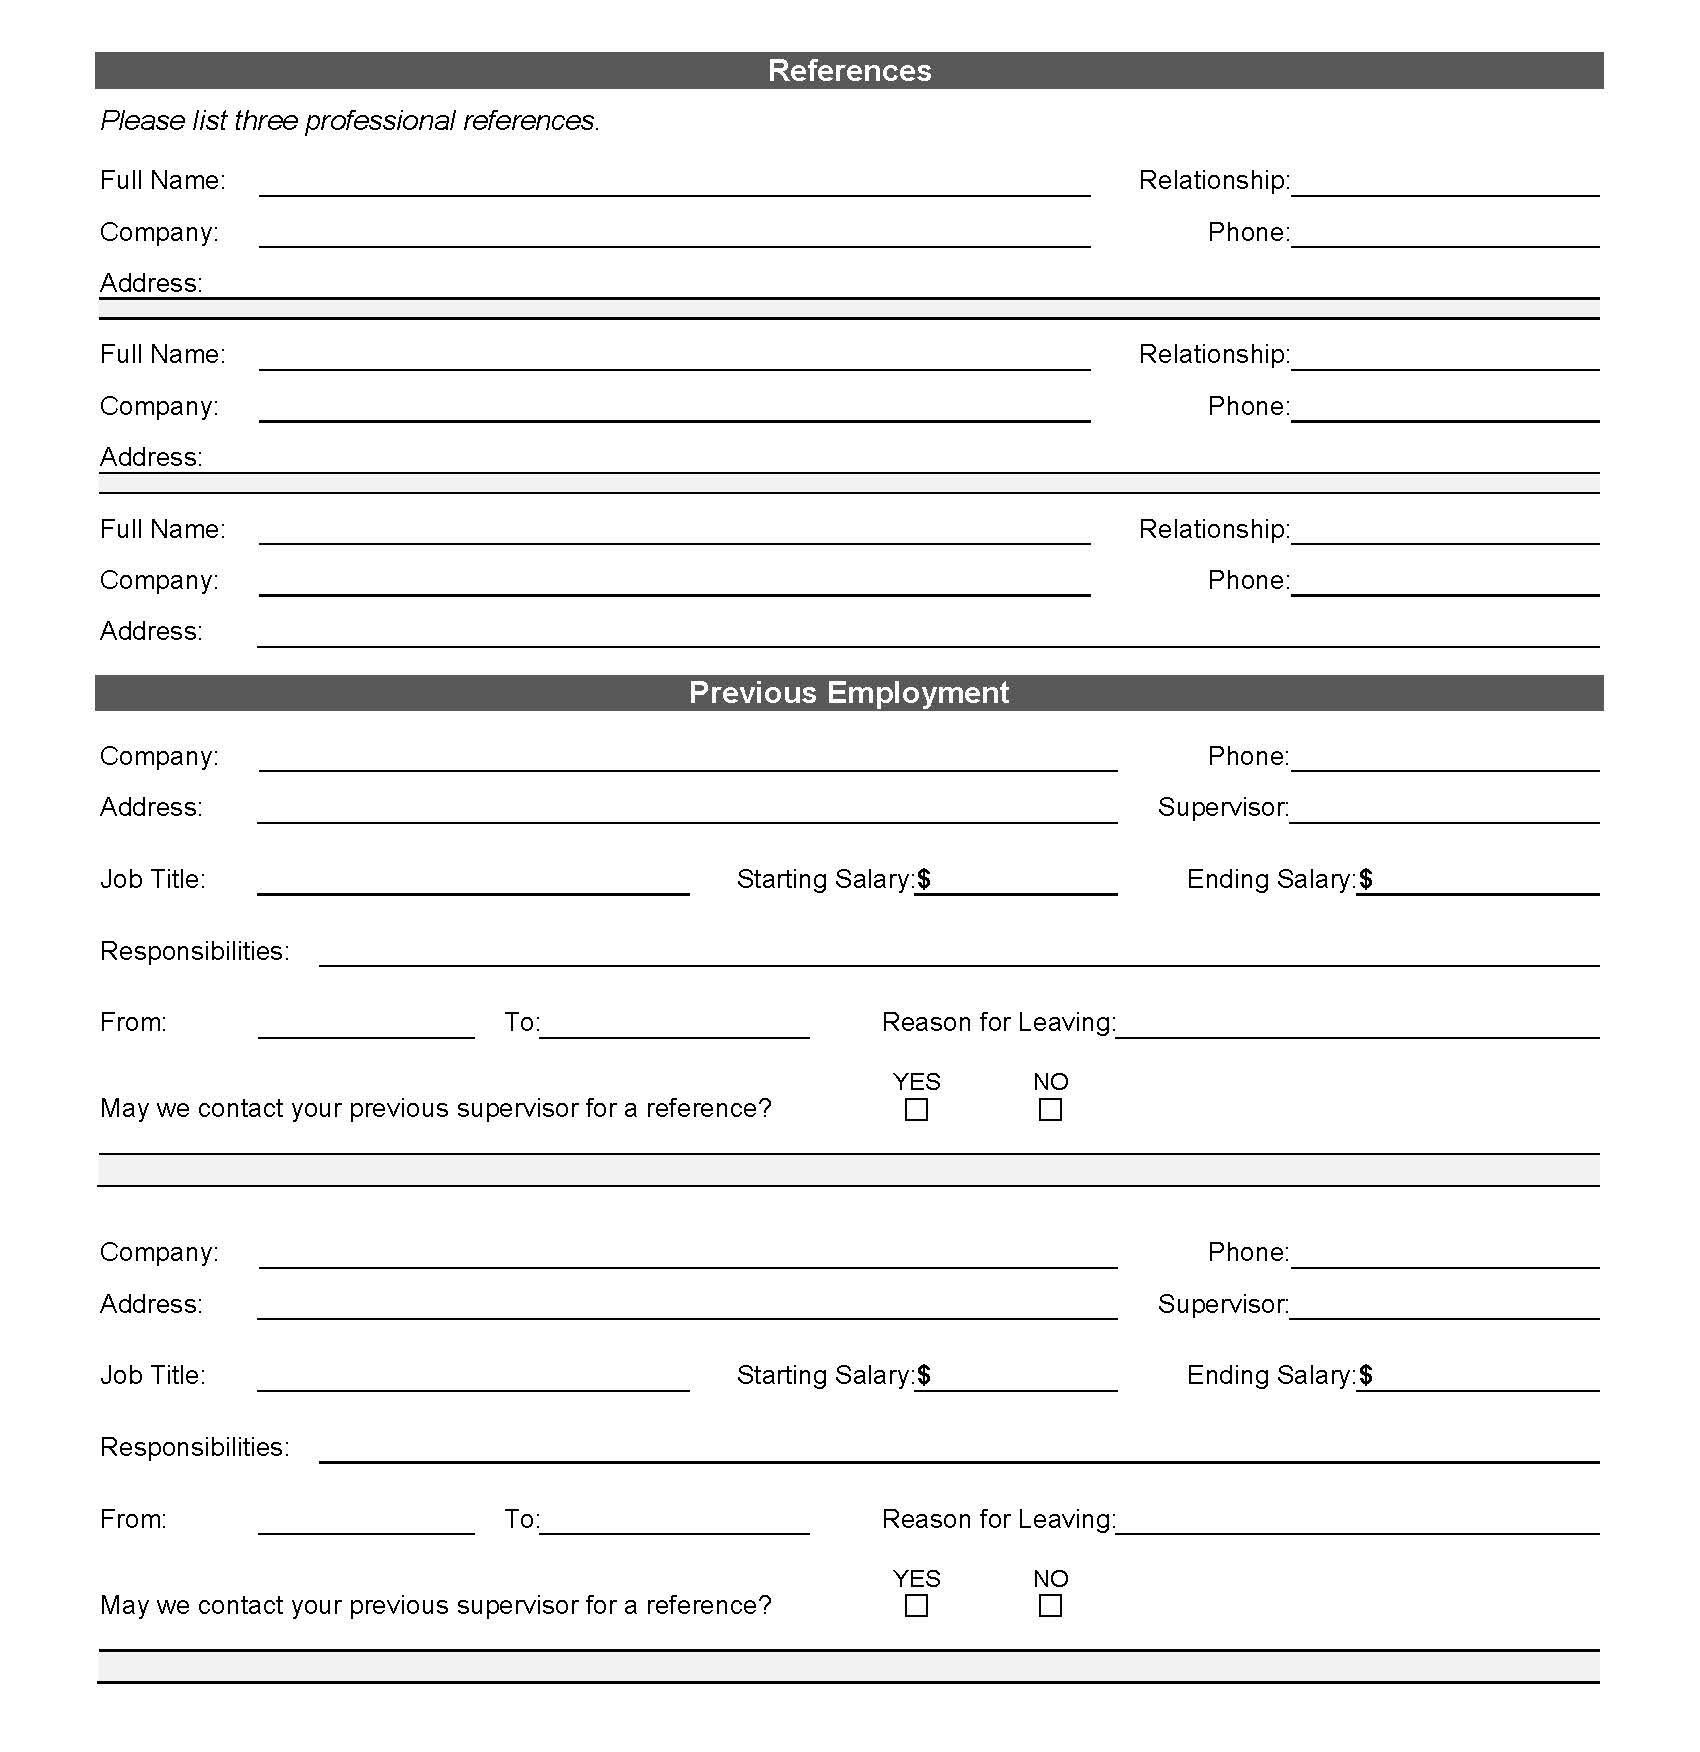 References
Please list three professional references.
Full Name: Relationship:
Company: Phone:
Address:
Full Name: Relationship:
Company: Phone:
Address:
Full Name: Relationship:
Company: Phone:
Address:
Previous Employment
Company: Phone:
Address: Supervisor:
Job Title: Starting Salary:$ Ending Salary:$
Responsibilities:
From: To: Reason for Leaving:
YES NO
May we contact your previous supervisor for a reference?
Company: Phone:
Address: Supervisor:
Job Title: Starting Salary:$ Ending Salary:$
Responsibilities:
From: To: Reason for Leaving:
YES NO
May we contact your previous supervisor for a reference?